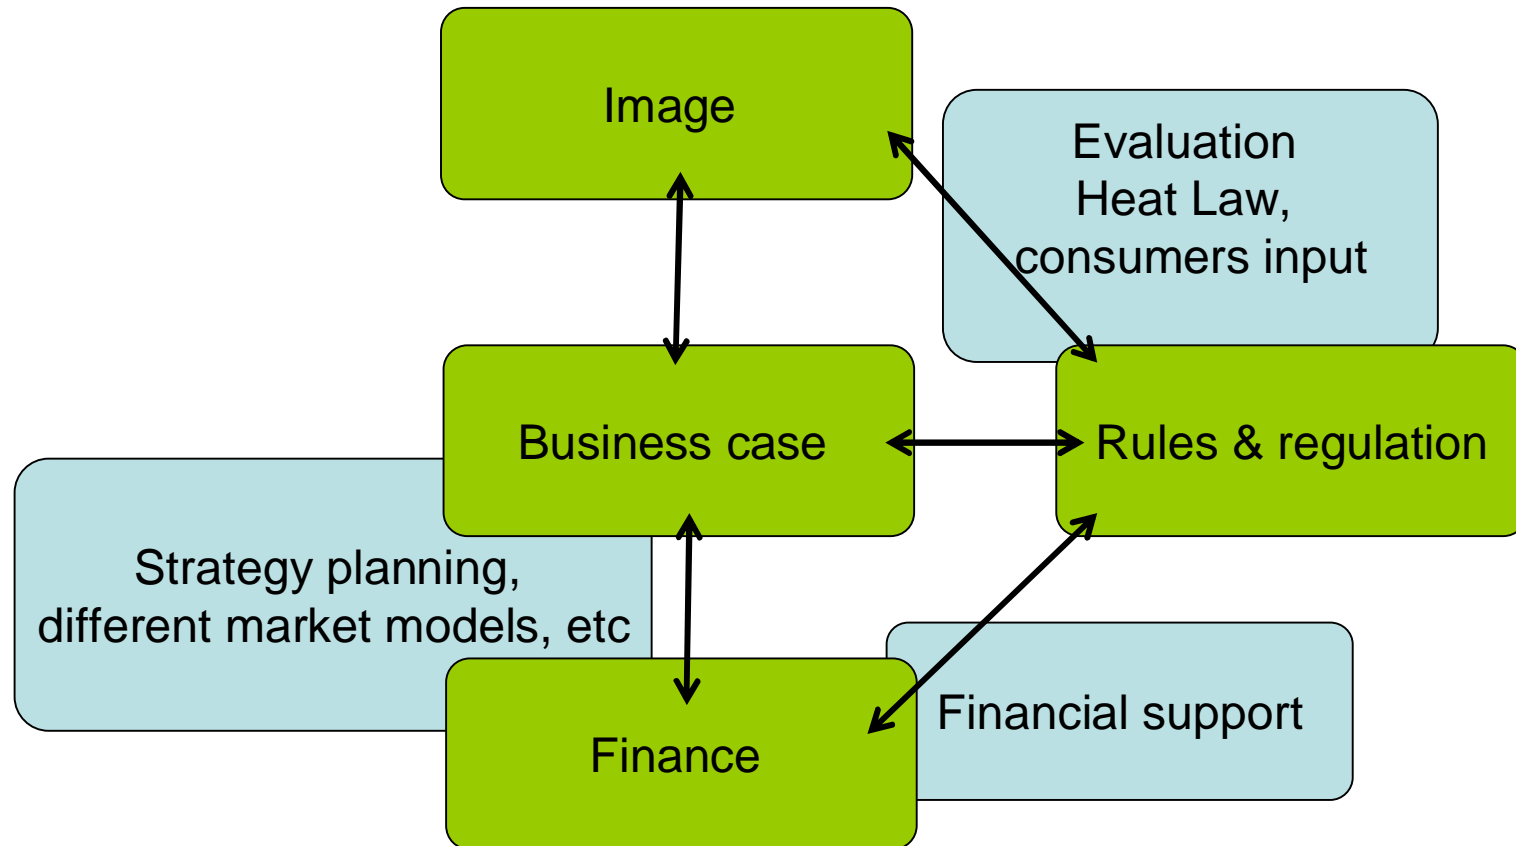 Image
Evaluation
Heat Law,
consumers input
Business case
Rules & regulation
Strategy planning,
different market models, etc
Financial support
Finance